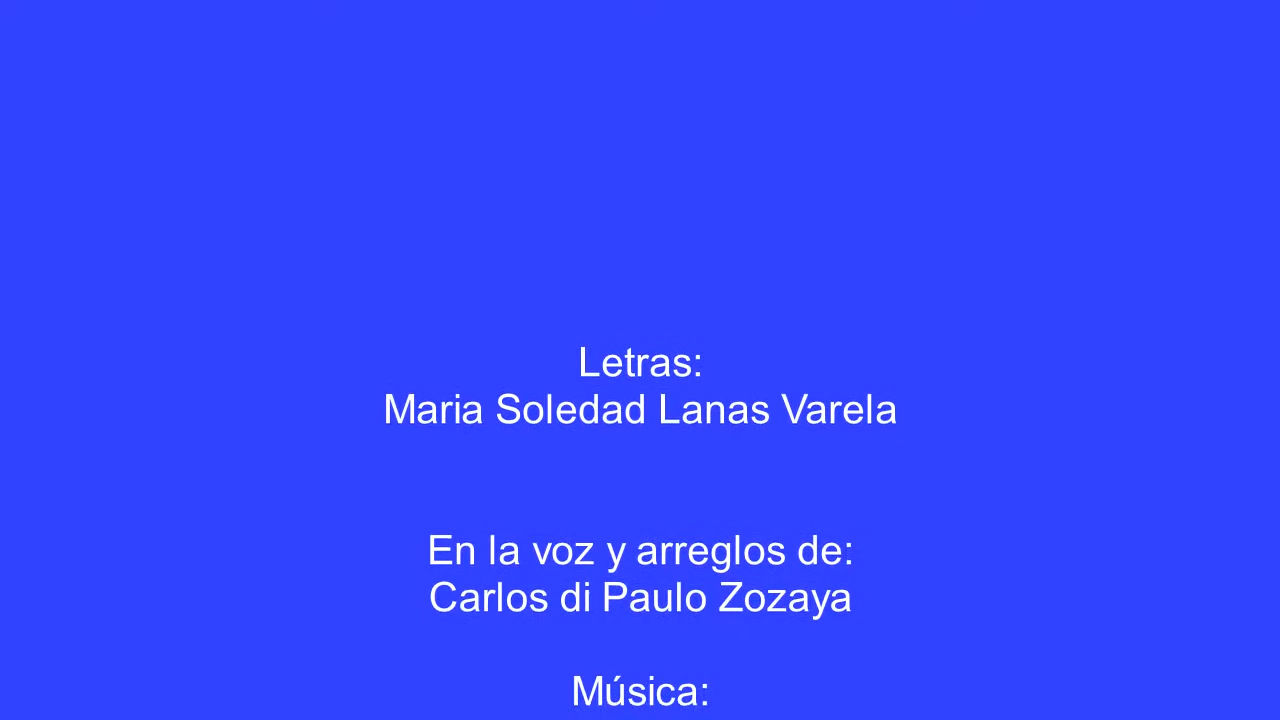 Letras:
Maria Soledad Lanas Varela
En la voz y arreglos de:
Carlos di Paulo Zozaya
Música: